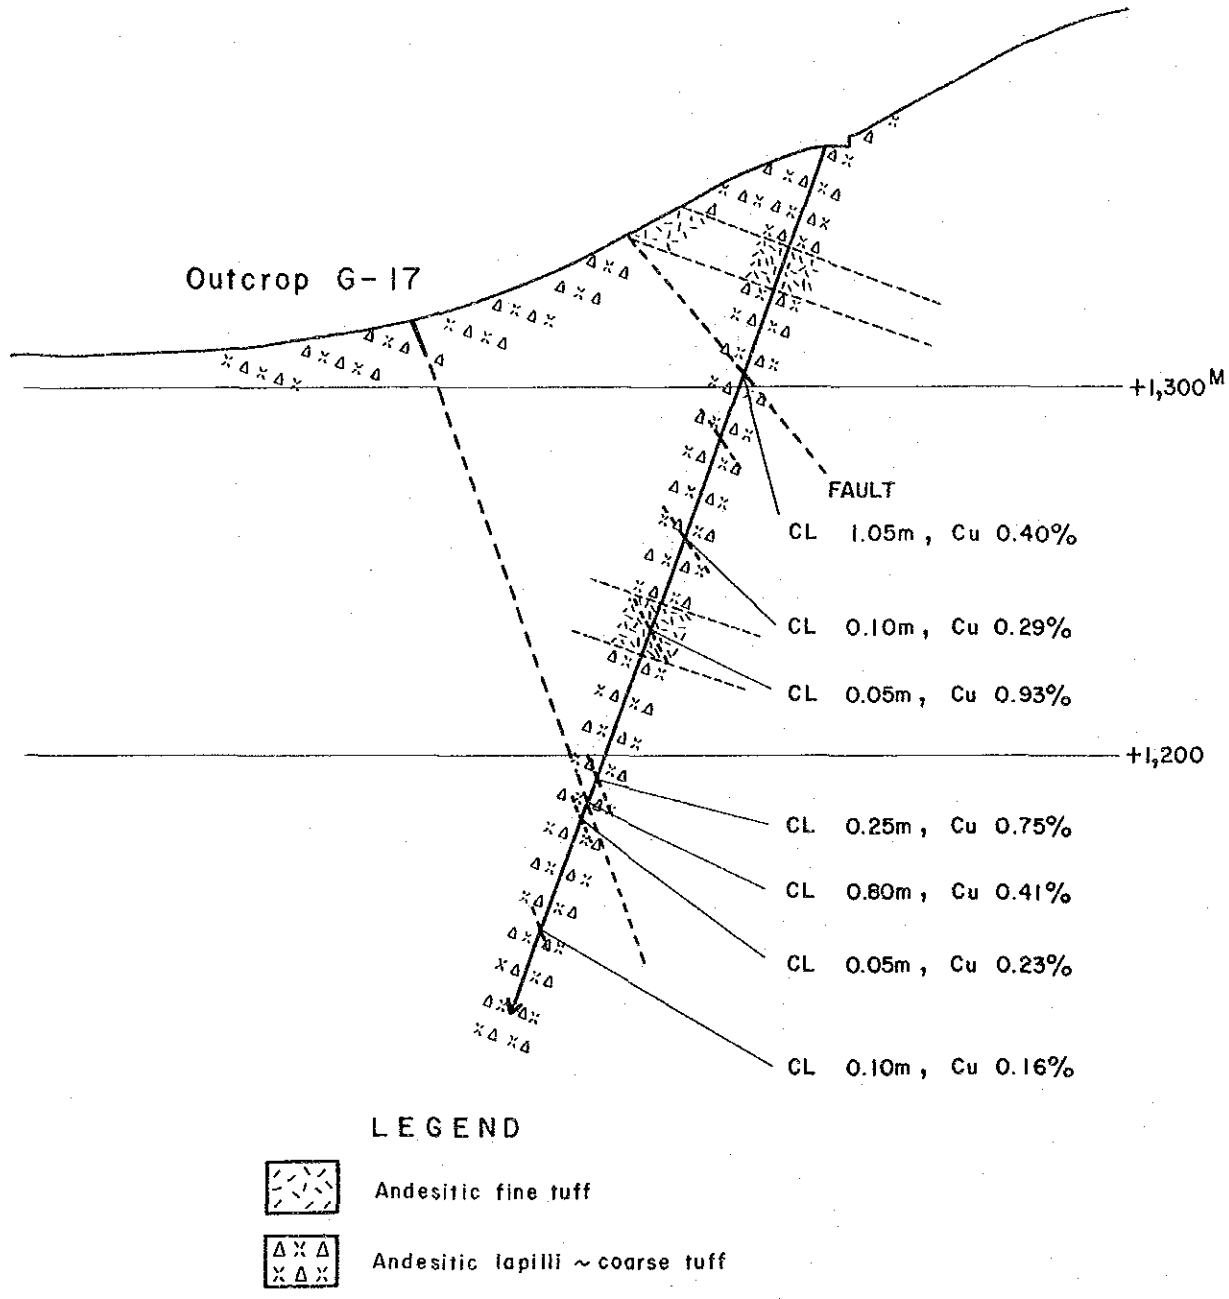 Outcrop G-17
+1,300M
FAULT
CL 1.05m, Cu 0.40%
CL 0.10m, Cu 0.29%
CL 0.05m, Cu 0.93%
+1,200
CL 0.25m, Cu 0.75%
CL 0.80m, Cu 0.41%
CL 0.05m, Cu 0.23%
CL 0.10m, Cu 0.16%
LEGEND
Andesitic fine tuff
Andesitic lapilli ~ coarse tuff